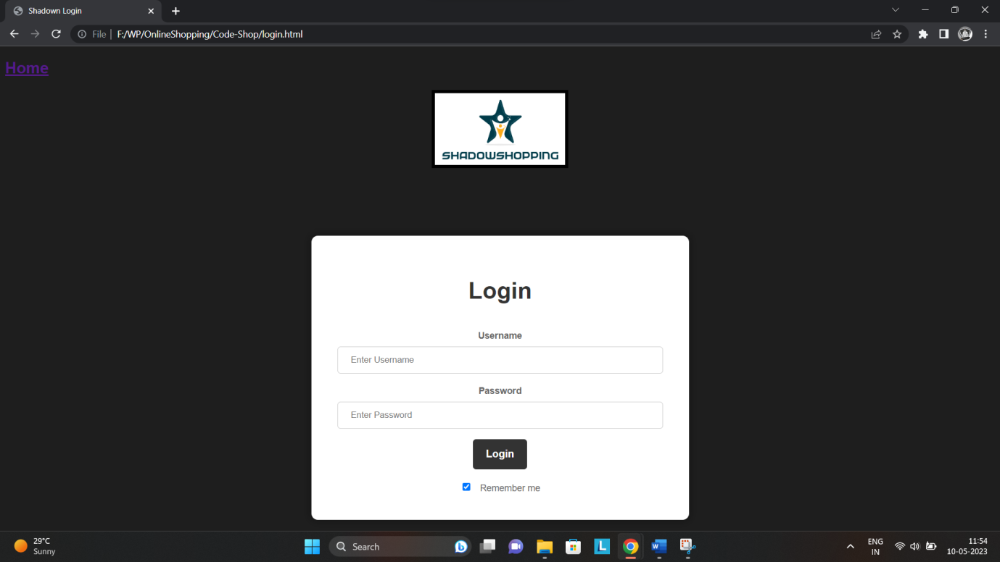 Shadown Login
File | F:/WP/OnlineShopping/Code-Shop/login.html
Home
SHADOWSHOPPING
Login
Username
Enter Username
Password
Enter Password
Login
Remember me
29°C
Sunny
Search
L
W
ENG
IN
11:54
10-05-2023